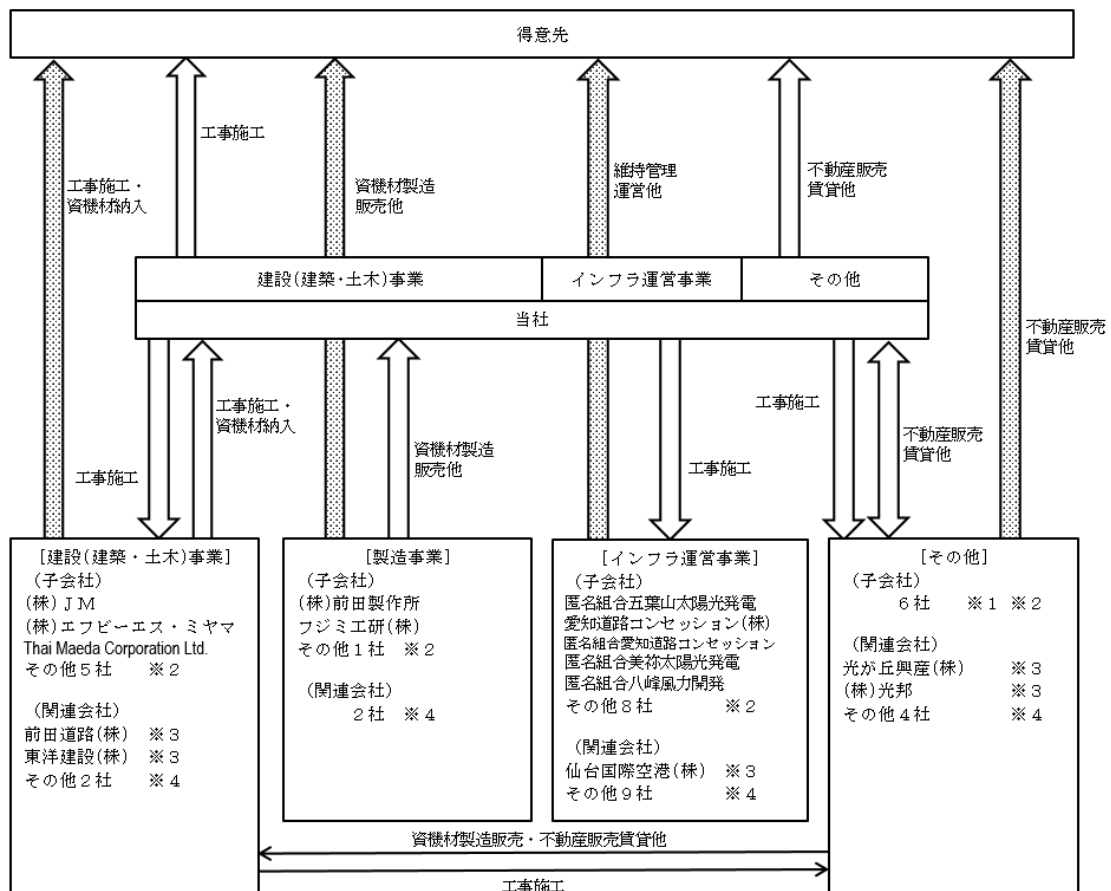 得意先
工事施工
工事施工・
資機材納入
資機材製造
販売他
維持管理
運営他
不動産販売
賃貸他
建設(建築・土木)事業
インフラ運営事業
その他
当社
不動産販売
賃貸他
工事施工・
資機材納入
工事施工
資機材製造
販売他
工事施工
工事施工
不動産販売
賃貸他
[建設(建築・土木)事業]
(子会社)
(株)JM
(株)エフビーエス・ミヤマ
Thai Maeda Corporation Ltd.
その他5社 ※2
(関連会社)
前田道路(株) ※3
東洋建設(株) ※3
その他2社 ※4
[製造事業]
(子会社)
(株)前田製作所
フジミ工研(株)
その他1社 ※2
(関連会社)
2社 ※4
[インフラ運営事業]
(子会社)
匿名組合五葉山太陽光発電
愛知道路コンセッション(株)
匿名組合愛知道路コンセッション
匿名組合美祢太陽光発電
匿名組合八峰風力開発
その他8社 ※2
(関連会社)
仙台国際空港(株) ※3
その他9社 ※4
[その他]
(子会社)
6社 ※1 ※2
(関連会社)
光が丘興産(株) ※3
(株)光邦 ※3
その他4社 ※4
資機材製造販売・不動産販売賃貸他
工事施工